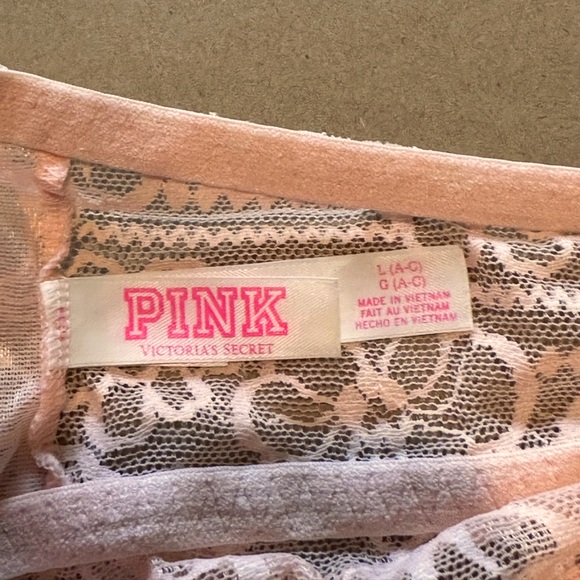 PINK
VICTORIA'S SECRET
L (A-C)
G (A-C)
MADE IN VIETNAM
FAIT AU VIETNAM
HECHO EN VIETNAM